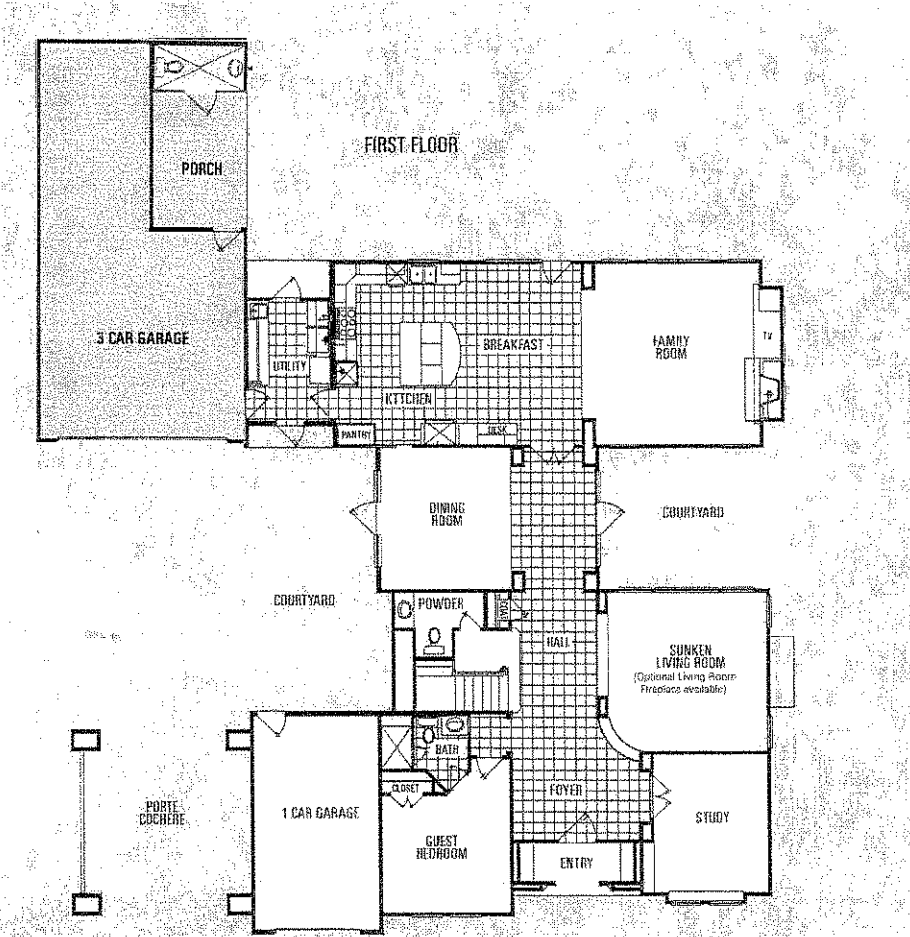 FIRST FLOOR
PORCH
3 CAR GARAGE
UTILITY
KTTCHEN
BREAKFAST
FAMILY
ROOM
TV
PANTRY
DESK
DINING
ROOM
COURTYARD
COURTYARD
POWDER
COAT
HALL
SUNKEN
LIVING ROOM
(Optional Living Room
Fireplace available)
BATH
CLOSET
FOYER
PORTE
COCHERE
1 CAR GARAGE
GUEST
BEDROOM
ENTRY
STUDY